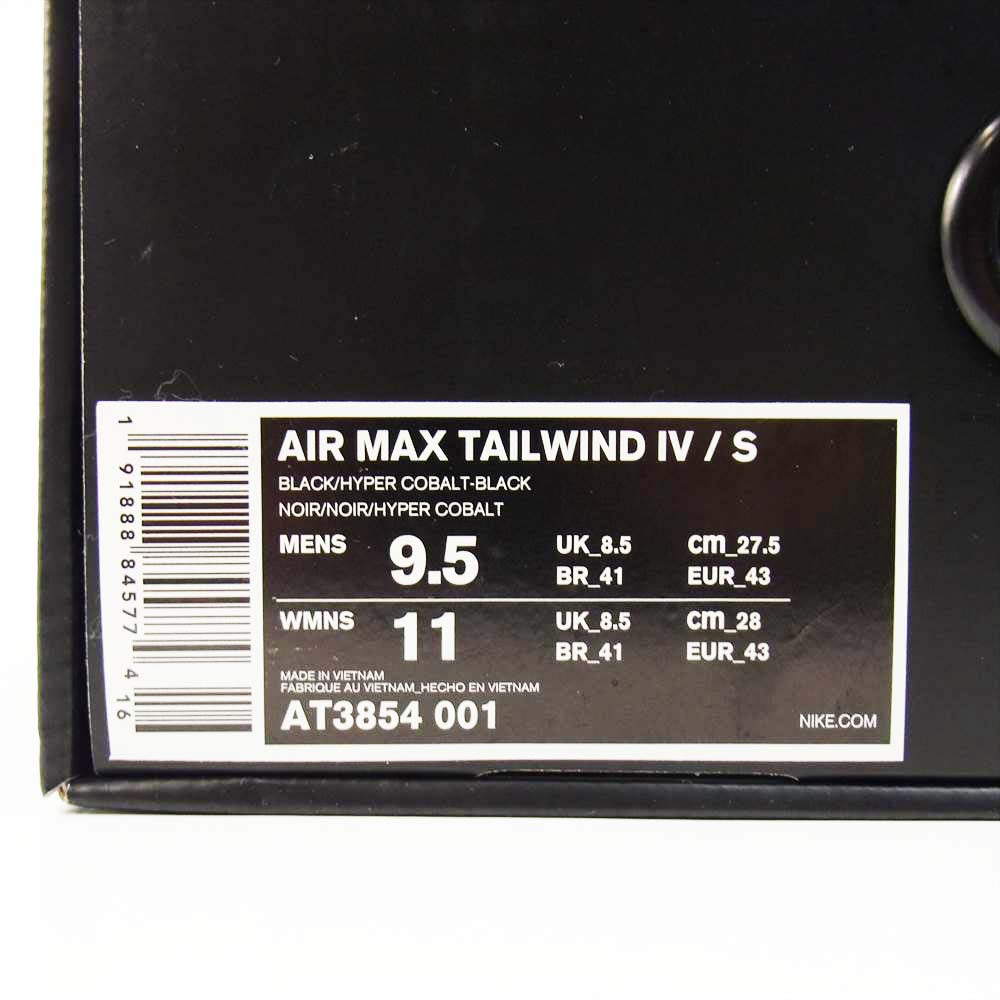 AIR MAX TAILWIND IV / S
BLACK/HYPER COBALT-BLACK
NOIR/NOIR/HYPER COBALT
MENS 9.5 UK_8.5 cm_27.5
BR_41 EUR_43
WMNS 11 UK_8.5 cm_28
BR_41 EUR_43
MADE IN VIETNAM
FABRIQUE AU VIETNAM_HECHO EN VIETNAM
AT3854 001 NIKE.COM
1 91888 84577 4 16